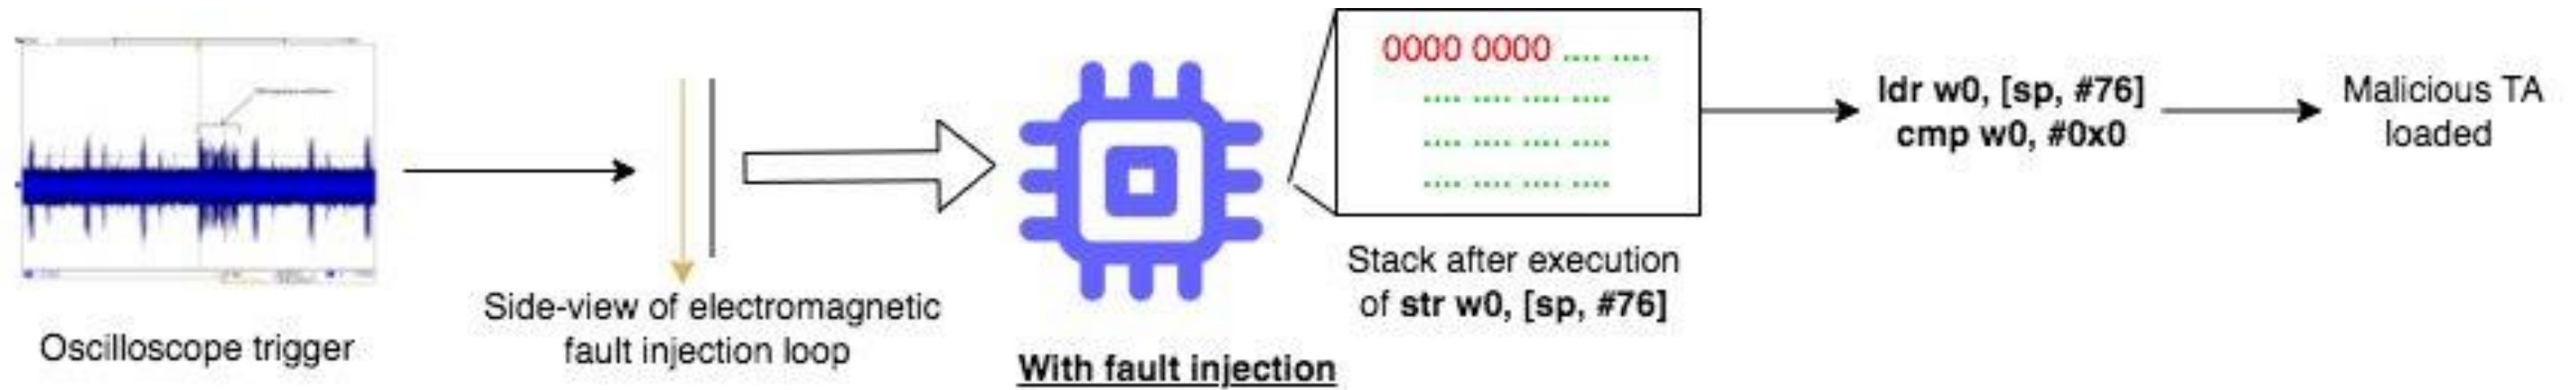 Oscilloscope trigger
Side-view of electromagnetic
fault injection loop
With fault injection
0000 0000 .... ....
.... .... .... ....
.... .... .... ....
.... .... .... ....
Stack after execution
of str w0, [sp, #76]
ldr w0, [sp, #76]
cmp w0, #0x0
Malicious TA
loaded